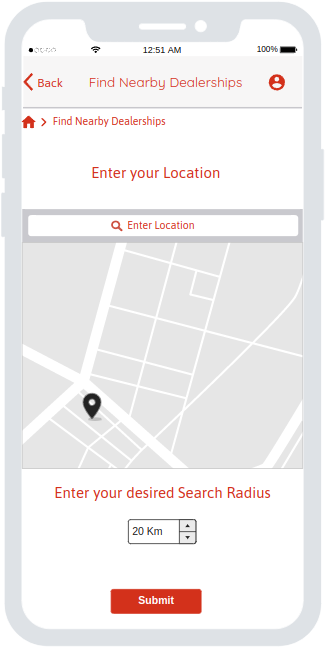 12:51 AM
100%
Back
Find Nearby Dealerships
Find Nearby Dealerships
Enter your Location
Enter Location
Enter your desired Search Radius
20 Km
Submit